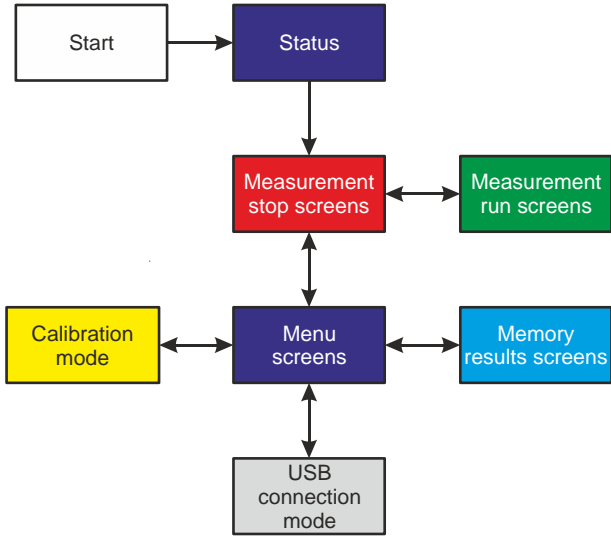 Start
Status
Measurement
stop screens
Measurement
run screens
Calibration
mode
Menu
screens
Memory
results screens
USB
connection
mode